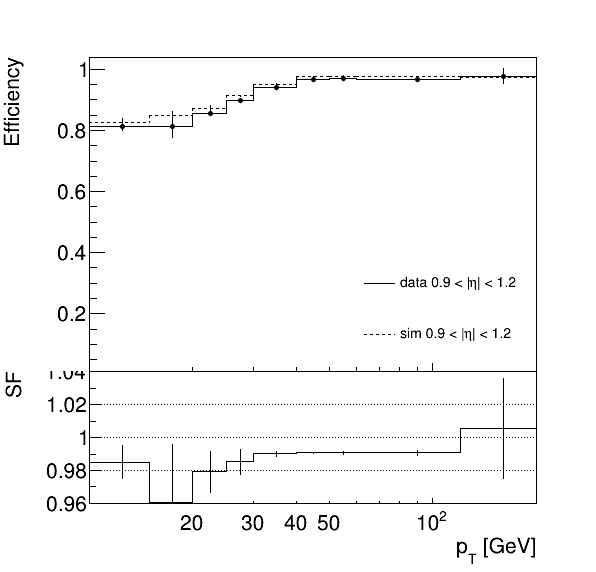 Efficiency
1
0.8
0.6
0.4
0.2
data 0.9 < |η| < 1.2
sim 0.9 < |η| < 1.2
SF
1.04
1.02
1
0.98
0.96
20 30 40 50 10²
p_T [GeV]